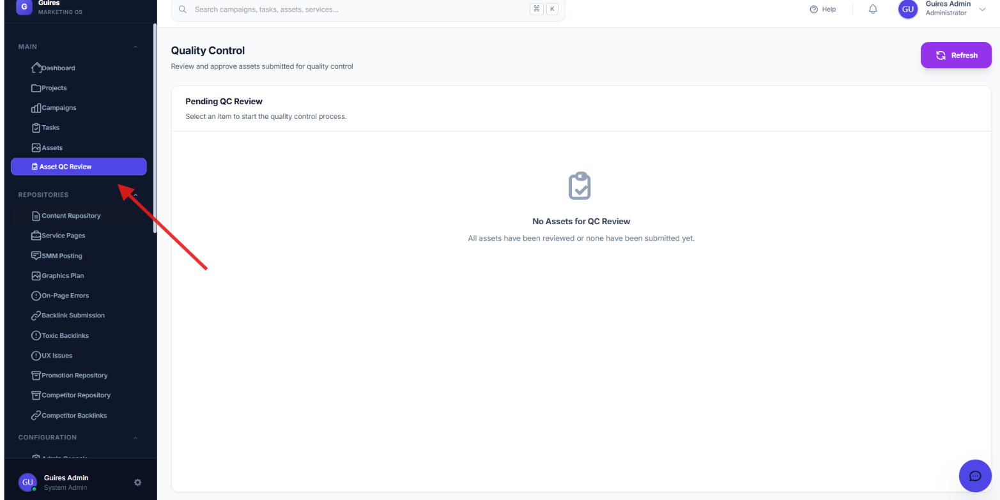 G
Guires
MARKETING OS
Search campaigns, tasks, assets, services...
⌘ K
Help
GU
Guires Admin
Administrator
MAIN
Dashboard
Projects
Campaigns
Tasks
Assets
Asset QC Review
REPOSITORIES
Content Repository
Service Pages
SMM Posting
Graphics Plan
On-Page Errors
Backlink Submission
Toxic Backlinks
UX Issues
Promotion Repository
Competitor Repository
Competitor Backlinks
CONFIGURATION
Admin Console
GU
Guires Admin
System Admin
Quality Control
Review and approve assets submitted for quality control
Refresh
Pending QC Review
Select an item to start the quality control process.
No Assets for QC Review
All assets have been reviewed or none have been submitted yet.